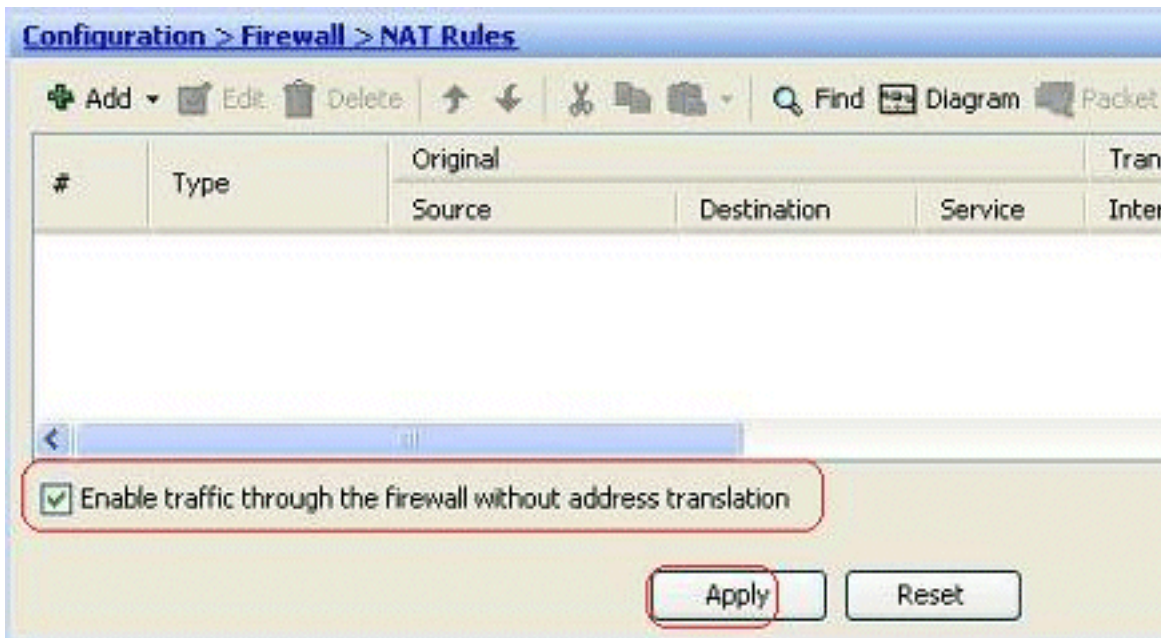 Configuration > Firewall > NAT Rules
Add Edit Delete Find Diagram Packet
# Type Original
Source Destination Service
Enable traffic through the firewall without address translation
Apply Reset